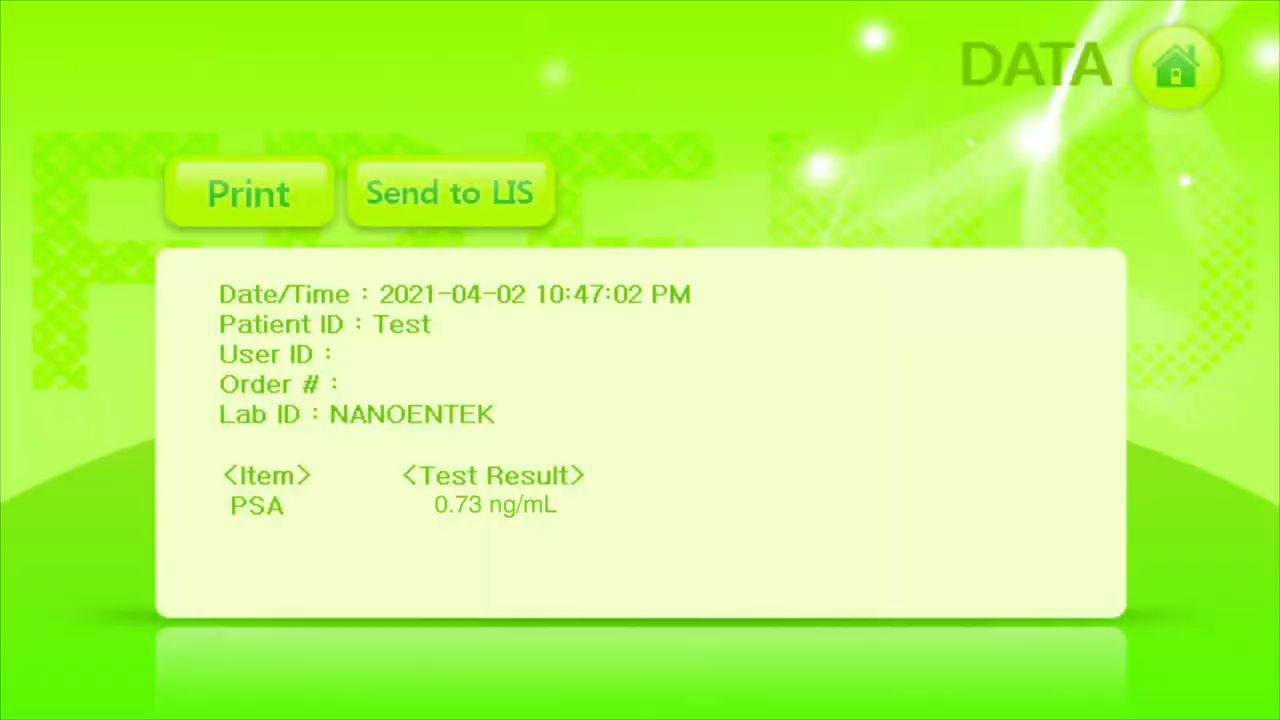 DATA
Print
Send to LIS
FREND
Date/Time : 2021-04-02 10:47:02 PM
Patient ID : Test
User ID :
Order # :
Lab ID : NANOENTEK
<Item> <Test Result>
PSA 0.73 ng/mL